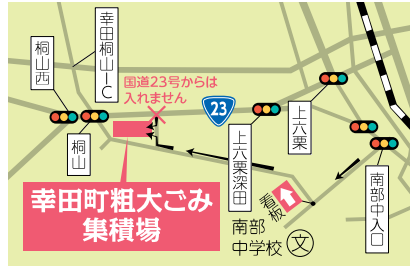 幸田桐山IC
桐山西
桐山
国道23号からは
入れません
23
上六栗
上六栗深田
南部中入口
看板
南部
中学校
文
幸田町粗大ごみ
集積場